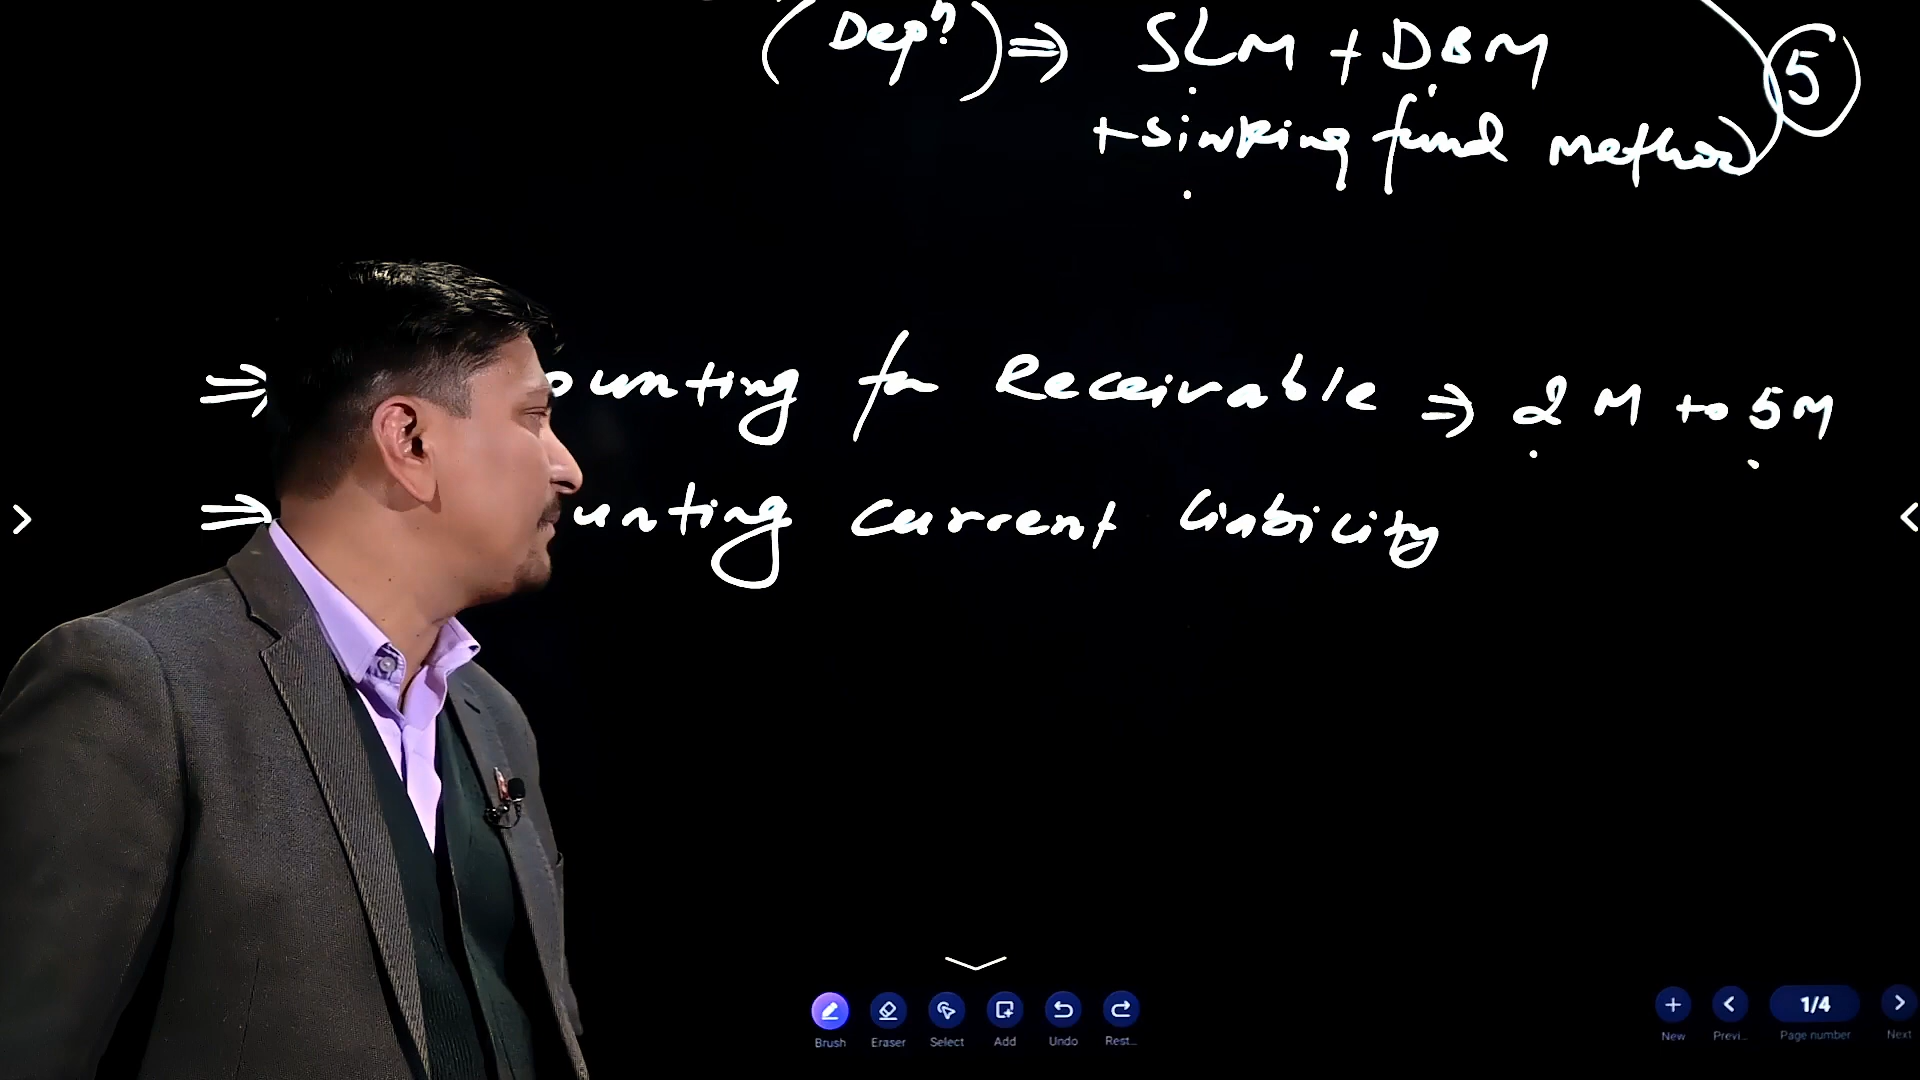 (Depn) ⇒ SLM + DBM
+ sinking fund method
5
⇒ ounting for Receivable ⇒ 2 M to 5 M
⇒ unting current liability
Brush Eraser Select Add Undo Rest...
New Previ... 1/4 Page number Next